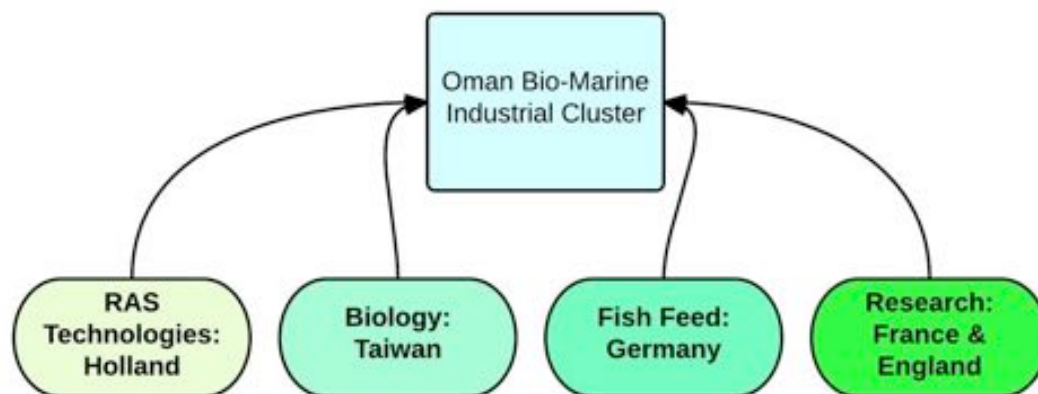 Oman Bio-Marine
Industrial Cluster
RAS
Technologies:
Holland
Biology:
Taiwan
Fish Feed:
Germany
Research:
France &
England